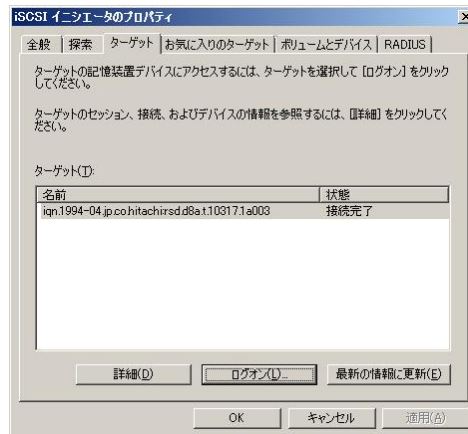 iSCSI イニシエータのプロパティ
全般 探索 ターゲット お気に入りのターゲット ボリュームとデバイス RADIUS
ターゲットの記憶装置デバイスにアクセスするには、ターゲットを選択して [ログオン] をクリック
してください。
ターゲットのセッション、接続、およびデバイスの情報を参照するには、[詳細] をクリックしてく
ださい。
ターゲット(T):
名前 状態
iqn.1994-04.jp.co.hitachi:rsd.d8a.t.10317.1a003 接続完了
詳細(D) ログオン(L)... 最新の情報に更新(E)
OK キャンセル 適用(A)